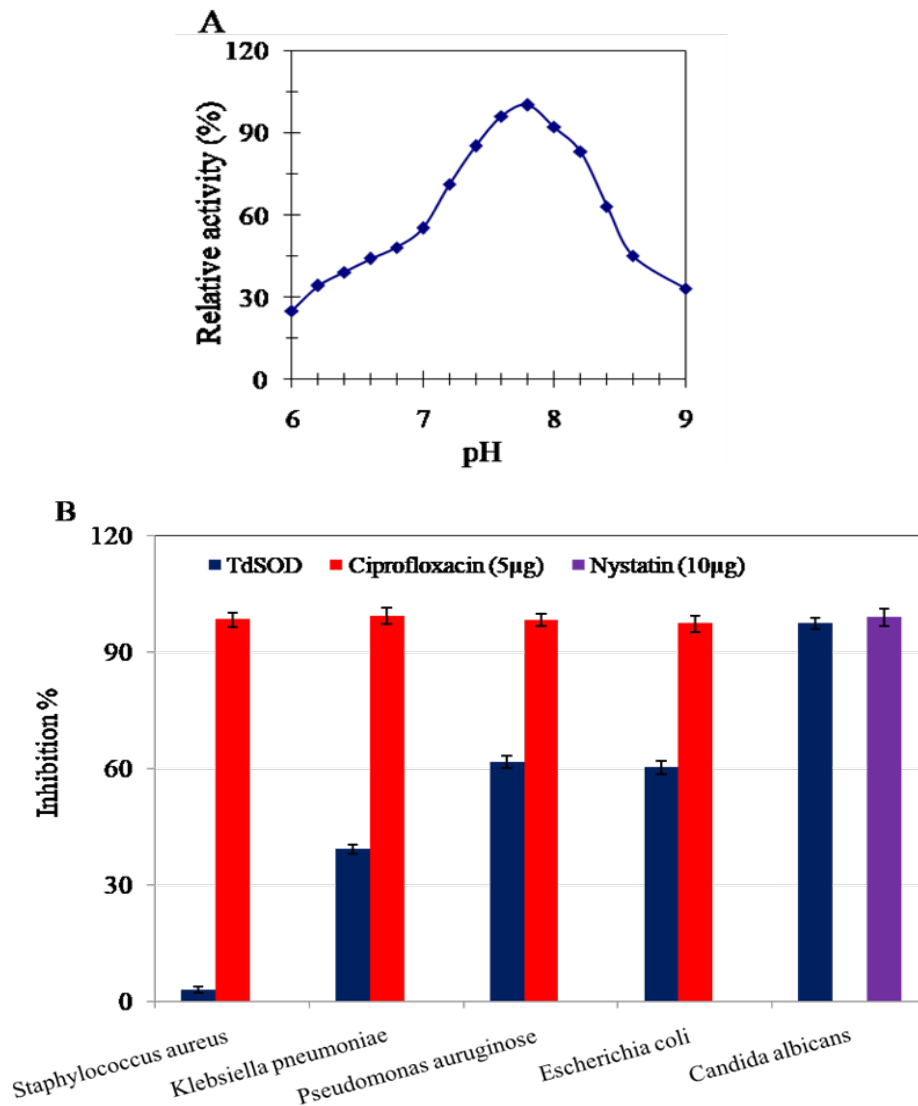 A
120
90
60
30
0
Relative activity (%)
6 7 8 9
pH
B
120
90
60
30
0
Inhibition %
TdSOD Ciprofloxacin (5µg) Nystatin (10µg)
Staphylococcus aureus
Klebsiella pneumoniae
Pseudomonas auruginose
Escherichia coli
Candida albicans